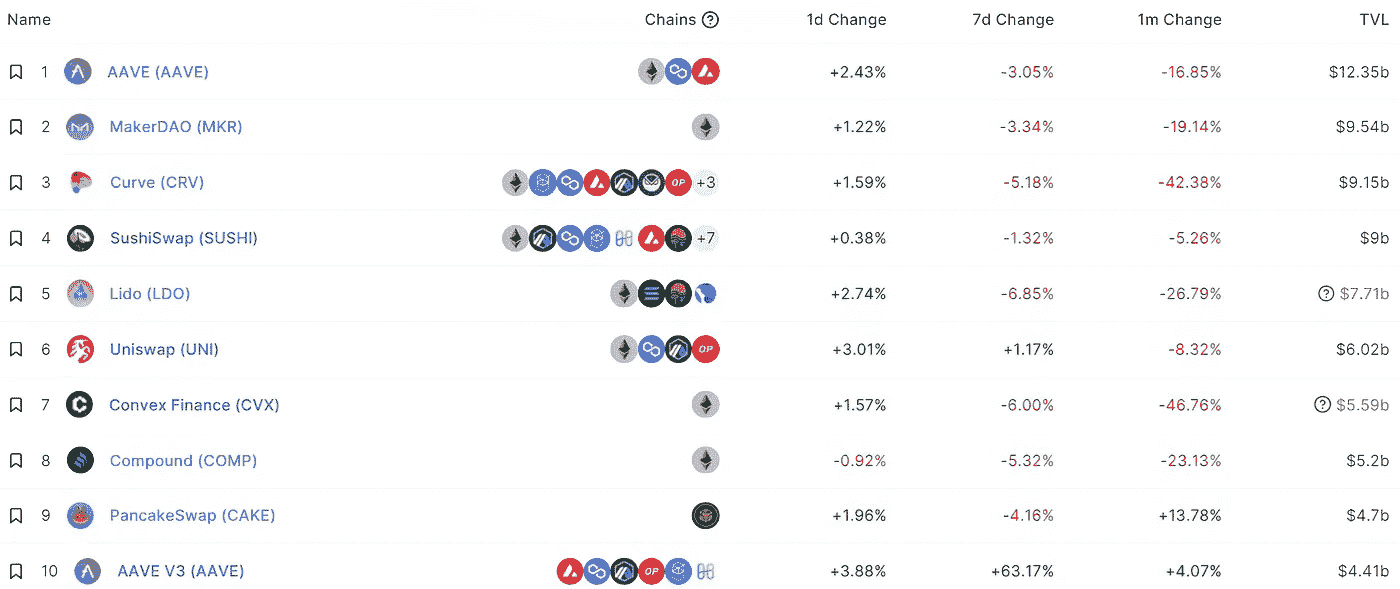 Name Chains ? 1d Change 7d Change 1m Change TVL
1 AAVE (AAVE) +2.43% -3.05% -16.85% $12.35b
2 MakerDAO (MKR) +1.22% -3.34% -19.14% $9.54b
3 Curve (CRV) OP +3 +1.59% -5.18% -42.38% $9.15b
4 SushiSwap (SUSHI) +7 +0.38% -1.32% -5.26% $9b
5 Lido (LDO) +2.74% -6.85% -26.79% ? $7.71b
6 Uniswap (UNI) OP +3.01% +1.17% -8.32% $6.02b
7 Convex Finance (CVX) +1.57% -6.00% -46.76% ? $5.59b
8 Compound (COMP) -0.92% -5.32% -23.13% $5.2b
9 PancakeSwap (CAKE) +1.96% -4.16% +13.78% $4.7b
10 AAVE V3 (AAVE) OP +3.88% +63.17% +4.07% $4.41b